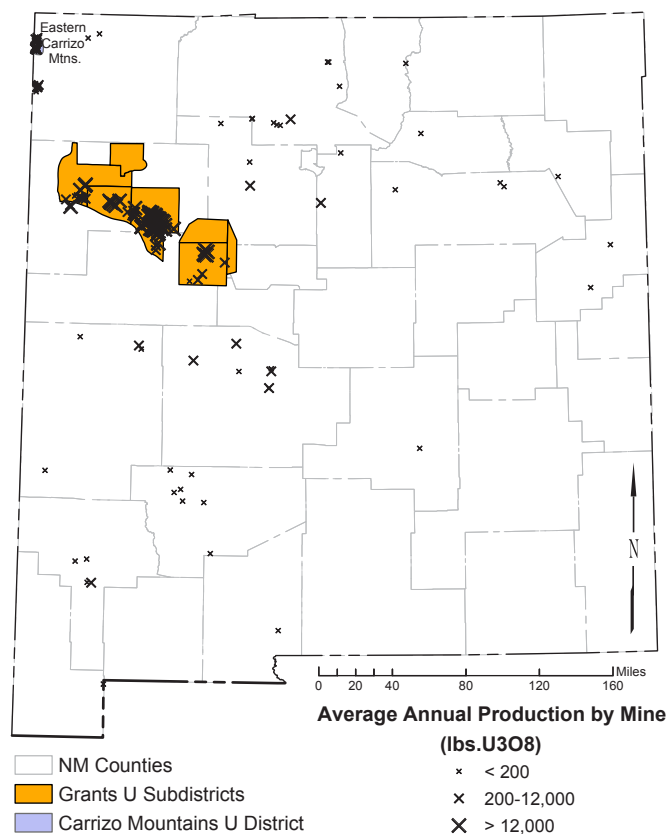 Eastern
Carrizo
Mtns.
N
Miles
0 20 40 80 120 160
Average Annual Production by Mine
(lbs.U3O8)
NM Counties
< 200
Grants U Subdistricts
200-12,000
Carrizo Mountains U District
> 12,000